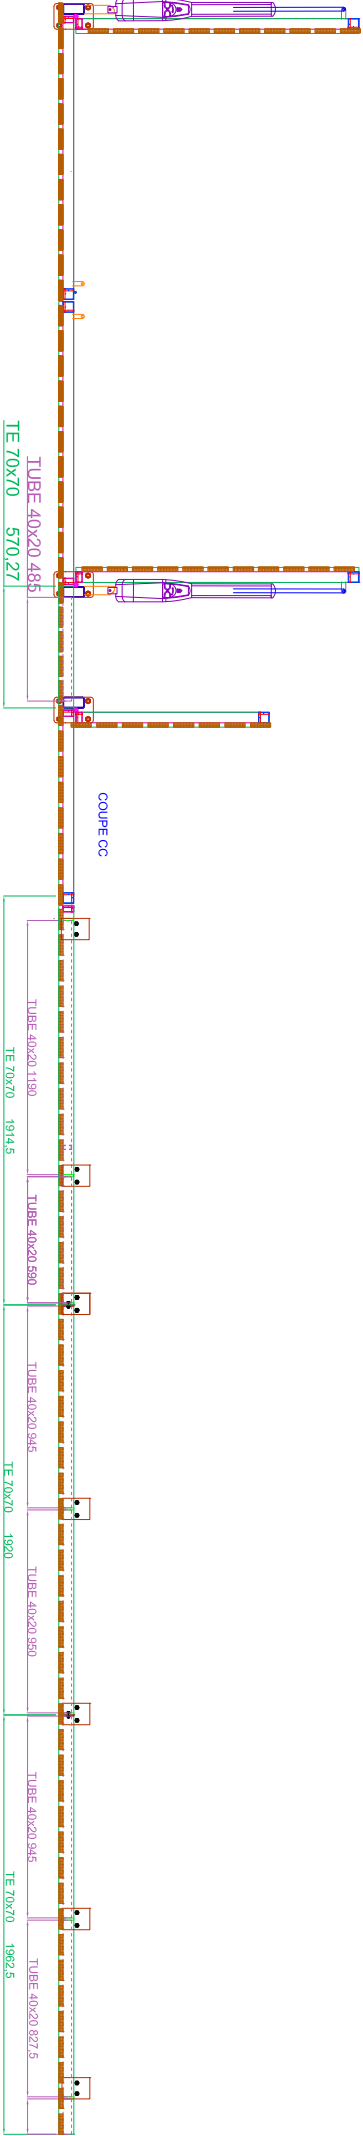 TE 70x70 570,27
TUBE 40x20 485
COUPE CC
TUBE 40x20 1190
TE 70x70 1914,5
TUBE 40x20 590
TUBE 40x20 945
TE 70x70 1920
TUBE 40x20 950
TUBE 40x20 945
TE 70x70 1962,5
TUBE 40x20 827,5